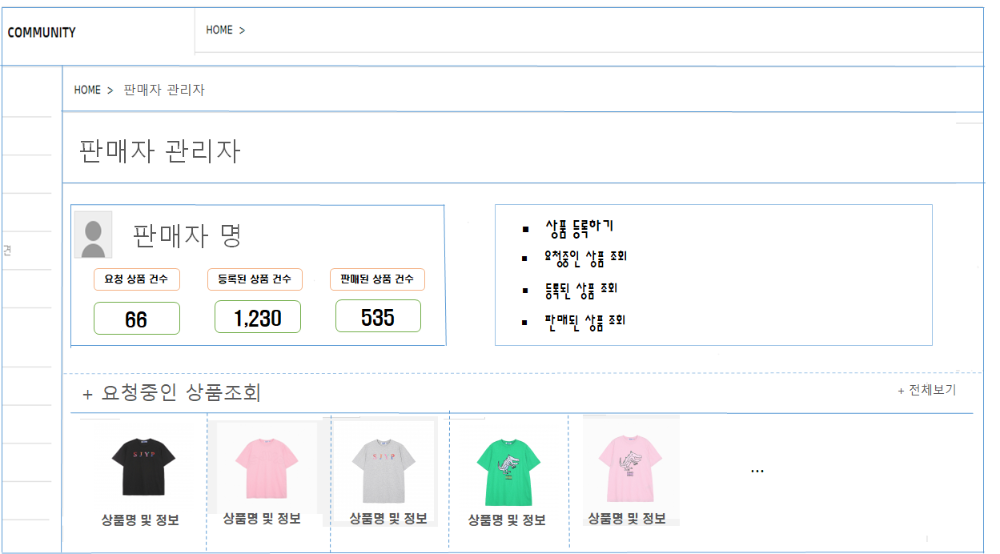 COMMUNITY
HOME >
HOME > 판매자 관리자
판매자 관리자
판매자 명
요청 상품 건수
등록된 상품 건수
판매된 상품 건수
66
1,230
535
상품 등록하기
요청중인 상품 조회
등록된 상품 조회
판매된 상품 조회
건
+ 요청중인 상품조회
+ 전체보기
SJYP
SJYP
...
상품명 및 정보
상품명 및 정보
상품명 및 정보
상품명 및 정보
상품명 및 정보